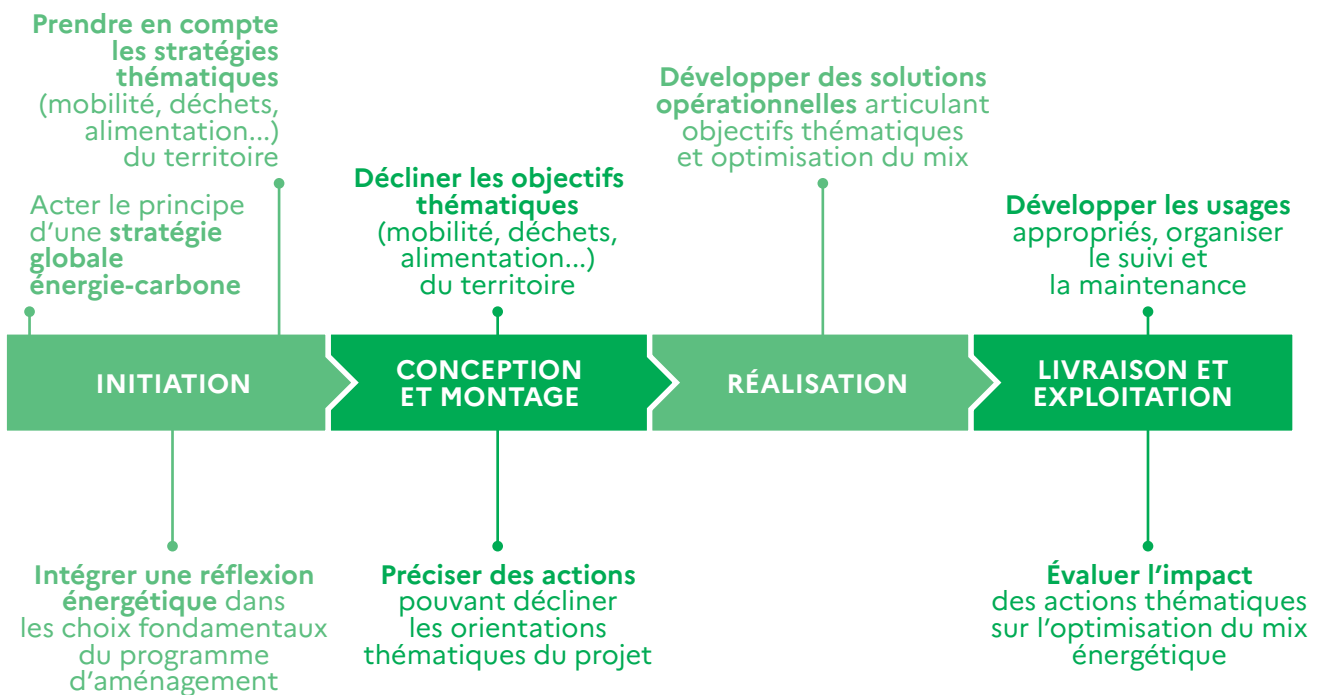 Prendre en compte
les stratégies
thématiques
(mobilité, déchets,
alimentation...)
du territoire
Acter le principe
d’une stratégie
globale
énergie-carbone
Décliner les objectifs
thématiques
(mobilité, déchets,
alimentation...)
du territoire
Développer des solutions
opérationnelles articulant
objectifs thématiques
et optimisation du mix
Développer les usages
appropriés, organiser
le suivi et
la maintenance
INITIATION
CONCEPTION
ET MONTAGE
RÉALISATION
LIVRAISON ET
EXPLOITATION
Intégrer une réflexion
énergétique dans
les choix fondamentaux
du programme
d’aménagement
Préciser des actions
pouvant décliner
les orientations
thématiques du projet
Évaluer l’impact
des actions thématiques
sur l’optimisation du mix
énergétique